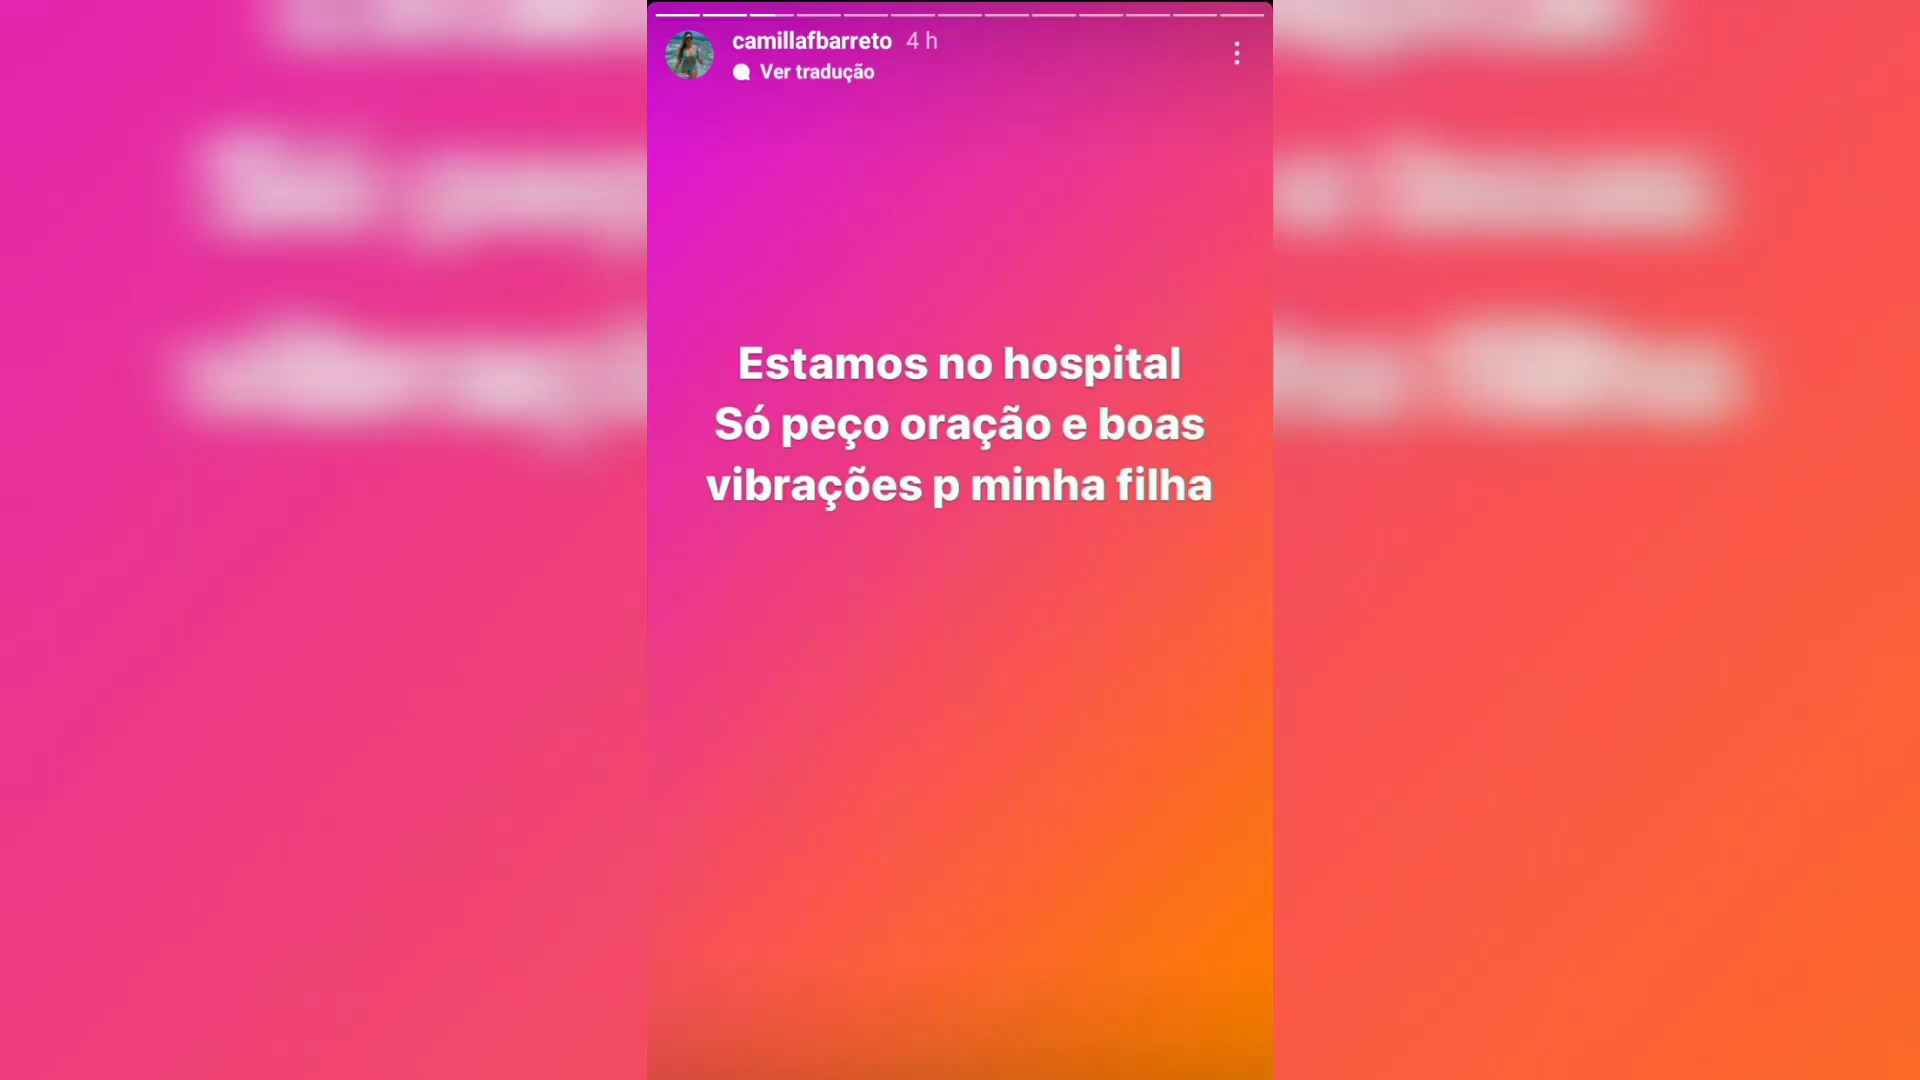 camillafbarreto 4 h
Ver tradução
Estamos no hospital
Só peço oração e boas
vibrações p minha filha